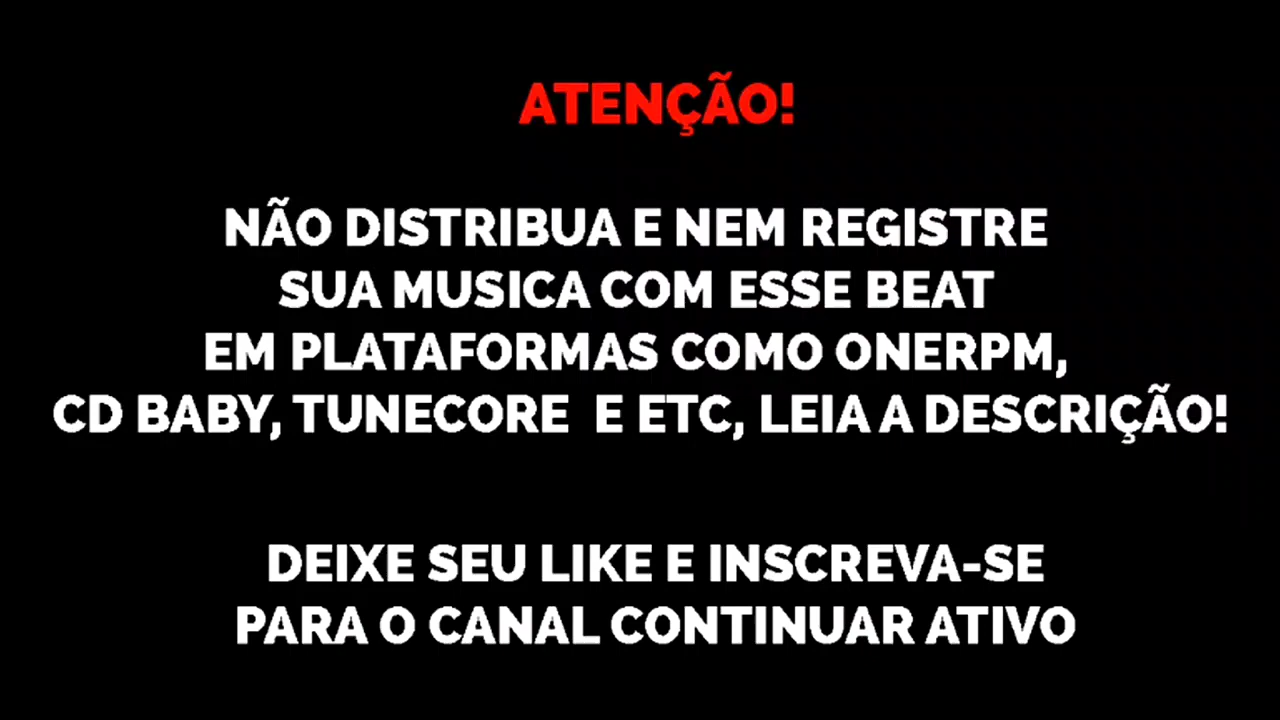 ATENÇÃO!
NÃO DISTRIBUA E NEM REGISTRE
SUA MUSICA COM ESSE BEAT
EM PLATAFORMAS COMO ONERPM,
CD BABY, TUNECORE E ETC, LEIA A DESCRIÇÃO!
DEIXE SEU LIKE E INSCREVA-SE
PARA O CANAL CONTINUAR ATIVO